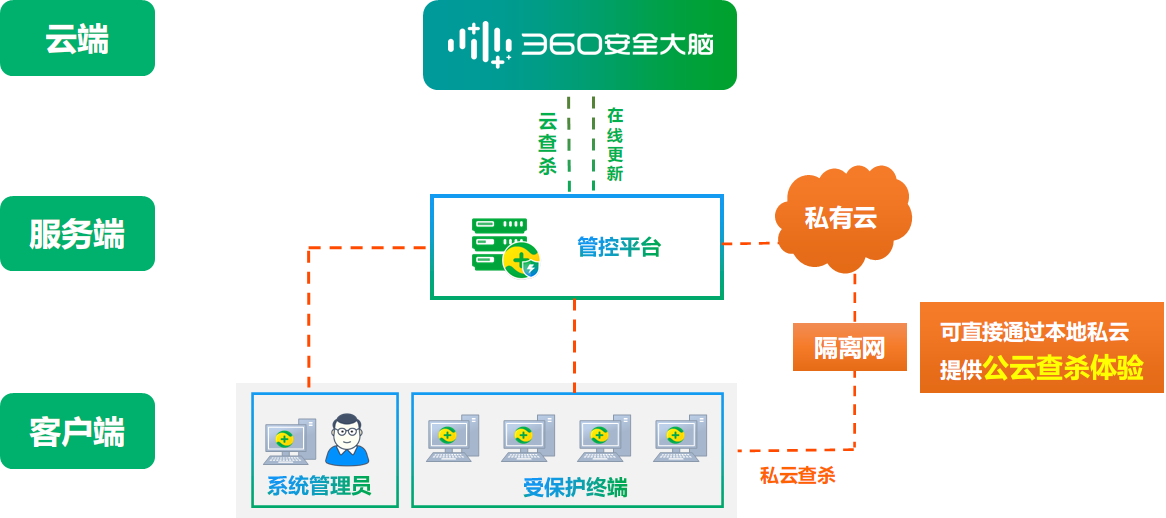 云端
360安全大脑
云查杀
在线更新
服务端
管控平台
私有云
隔离网
可直接通过本地私云
提供公云查杀体验
客户端
系统管理员
受保护终端
私云查杀